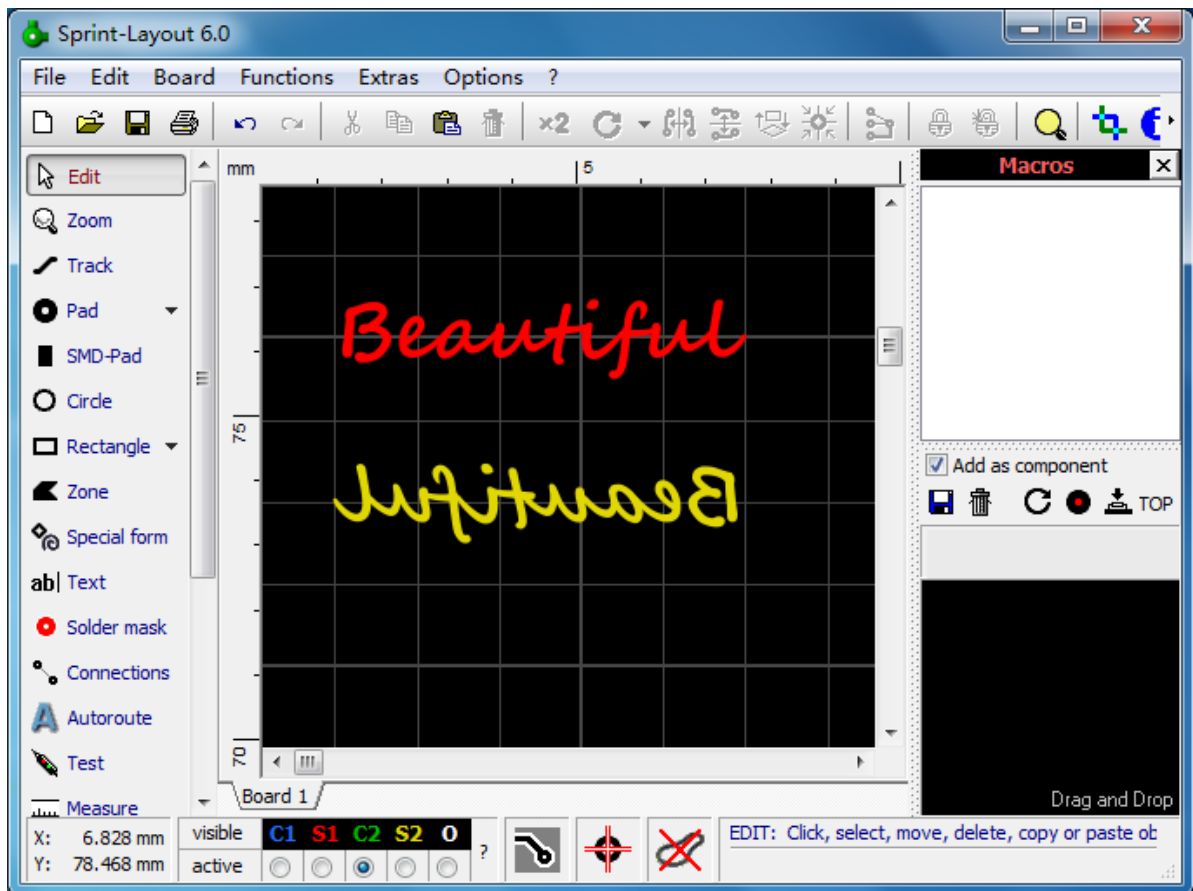 Sprint-Layout 6.0
File Edit Board Functions Extras Options ?
×2
Edit
Zoom
Track
Pad
SMD-Pad
Circle
Rectangle
Zone
Special form
ab| Text
Solder mask
Connections
Autoroute
Test
Measure
mm
5
75
70
Beautiful
Beautiful
Board 1
Macros
Add as component
TOP
Drag and Drop
X: 6.828 mm
Y: 78.468 mm
visible C1 S1 C2 S2 O
active
?
EDIT: Click, select, move, delete, copy or paste ob